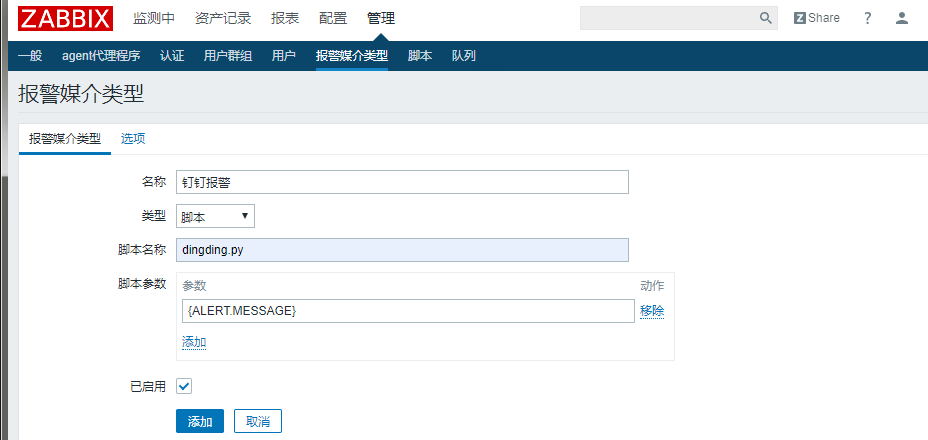 ZABBIX 监测中 资产记录 报表 配置 管理 Z Share ?
一般 agent代理程序 认证 用户群组 用户 报警媒介类型 脚本 队列
报警媒介类型
报警媒介类型 选项
名称 钉钉报警
类型 脚本
脚本名称 dingding.py
脚本参数 参数 动作
{ALERT.MESSAGE} 移除
添加
已启用
添加 取消